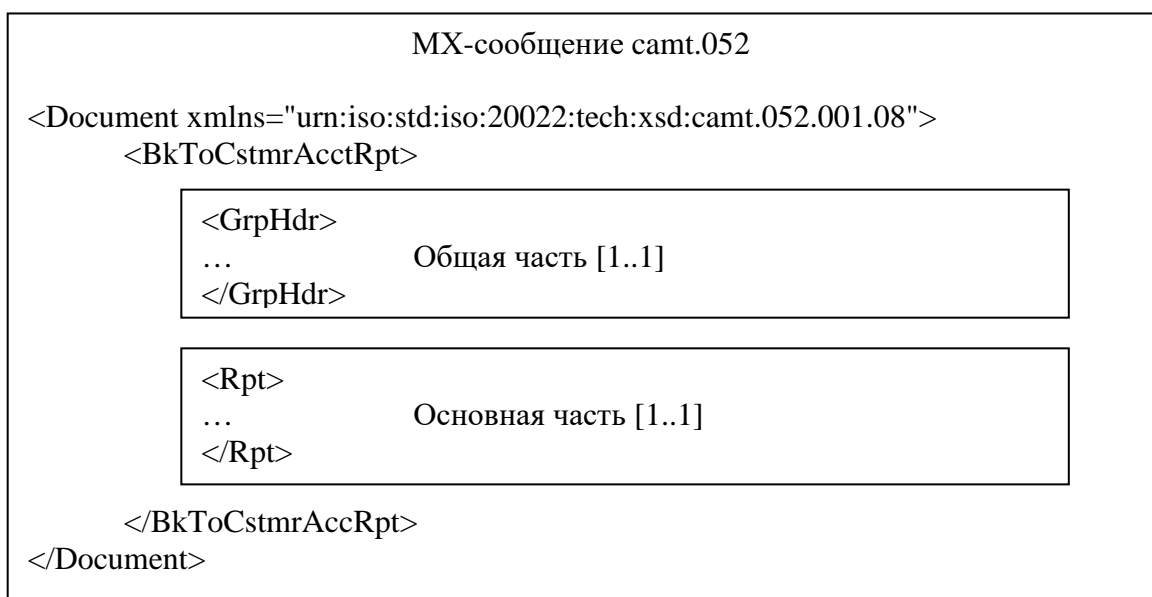 МХ-сообщение camt.052
<Document xmlns="urn:iso:std:iso:20022:tech:xsd:camt.052.001.08">
<BkToCstmrAcctRpt>
<GrpHdr>
… Общая часть [1..1]
</GrpHdr>
<Rpt>
… Основная часть [1..1]
</Rpt>
</BkToCstmrAccRpt>
</Document>